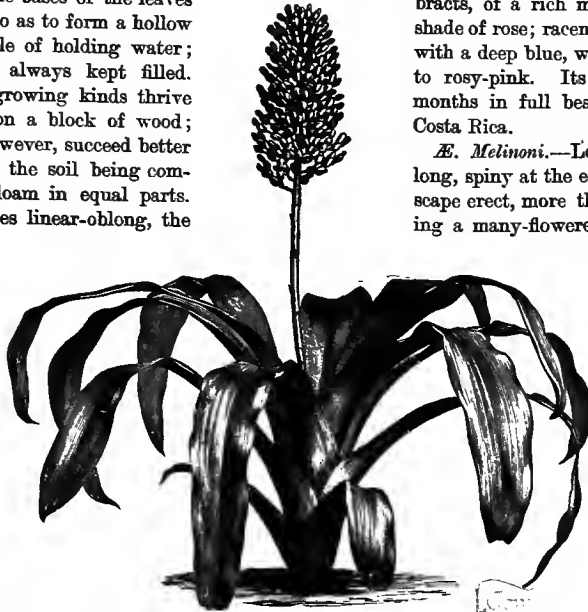 the bases of the leaves
so as to form a hollow
le of holding water;
always kept filled.
growing kinds thrive
on a block of wood;
owever, succeed better
the soil being com-
loam in equal parts.
es linear-oblong, the
bracts, of a rich
shade of rose; racem
with a deep blue, w
to rosy-pink. Its
months in full bea
Costa Rica.
Æ. Melinoni.—Le
long, spiny at the e
scape erect, more th
ing a many-flowere